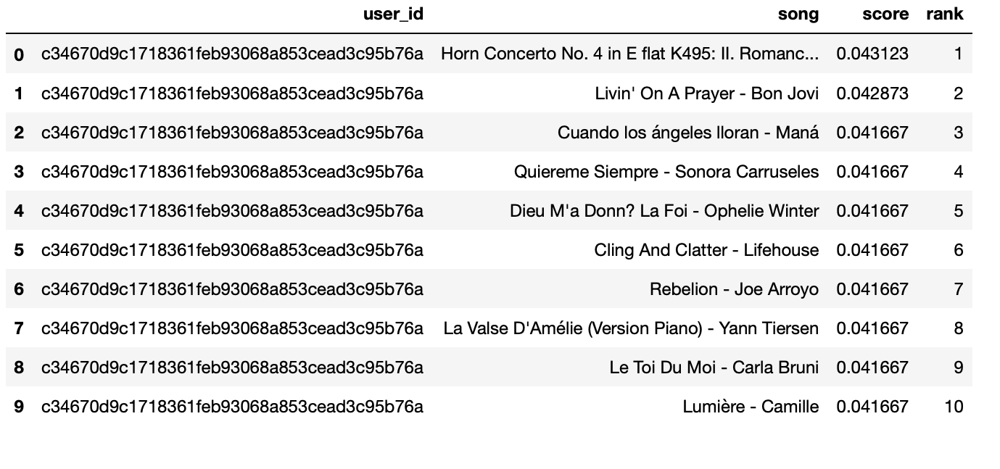 user_id song score rank
0 c34670d9c1718361feb93068a853cead3c95b76a Horn Concerto No. 4 in E flat K495: II. Romanc... 0.043123 1
1 c34670d9c1718361feb93068a853cead3c95b76a Livin' On A Prayer - Bon Jovi 0.042873 2
2 c34670d9c1718361feb93068a853cead3c95b76a Cuando los ángeles lloran - Maná 0.041667 3
3 c34670d9c1718361feb93068a853cead3c95b76a Quiereme Siempre - Sonora Carruseles 0.041667 4
4 c34670d9c1718361feb93068a853cead3c95b76a Dieu M'a Donn? La Foi - Ophelie Winter 0.041667 5
5 c34670d9c1718361feb93068a853cead3c95b76a Cling And Clatter - Lifehouse 0.041667 6
6 c34670d9c1718361feb93068a853cead3c95b76a Rebelion - Joe Arroyo 0.041667 7
7 c34670d9c1718361feb93068a853cead3c95b76a La Valse D'Amélie (Version Piano) - Yann Tiersen 0.041667 8
8 c34670d9c1718361feb93068a853cead3c95b76a Le Toi Du Moi - Carla Bruni 0.041667 9
9 c34670d9c1718361feb93068a853cead3c95b76a Lumière - Camille 0.041667 10